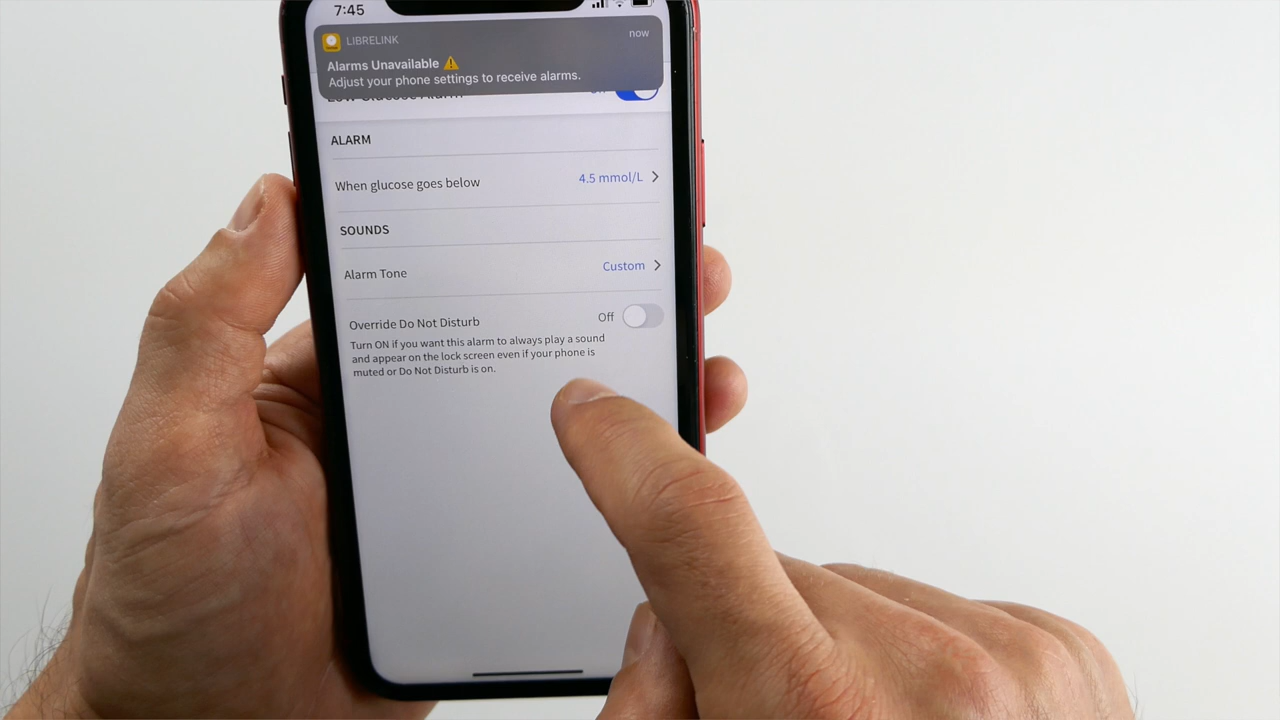 7:45
LIBRELINK
now
Alarms Unavailable ⚠️
Adjust your phone settings to receive alarms.
Low Glucose Alarm
ALARM
When glucose goes below
4.5 mmol/L
SOUNDS
Alarm Tone
Custom
Override Do Not Disturb
Off
Turn ON if you want this alarm to always play a sound
and appear on the lock screen even if your phone is
muted or Do Not Disturb is on.